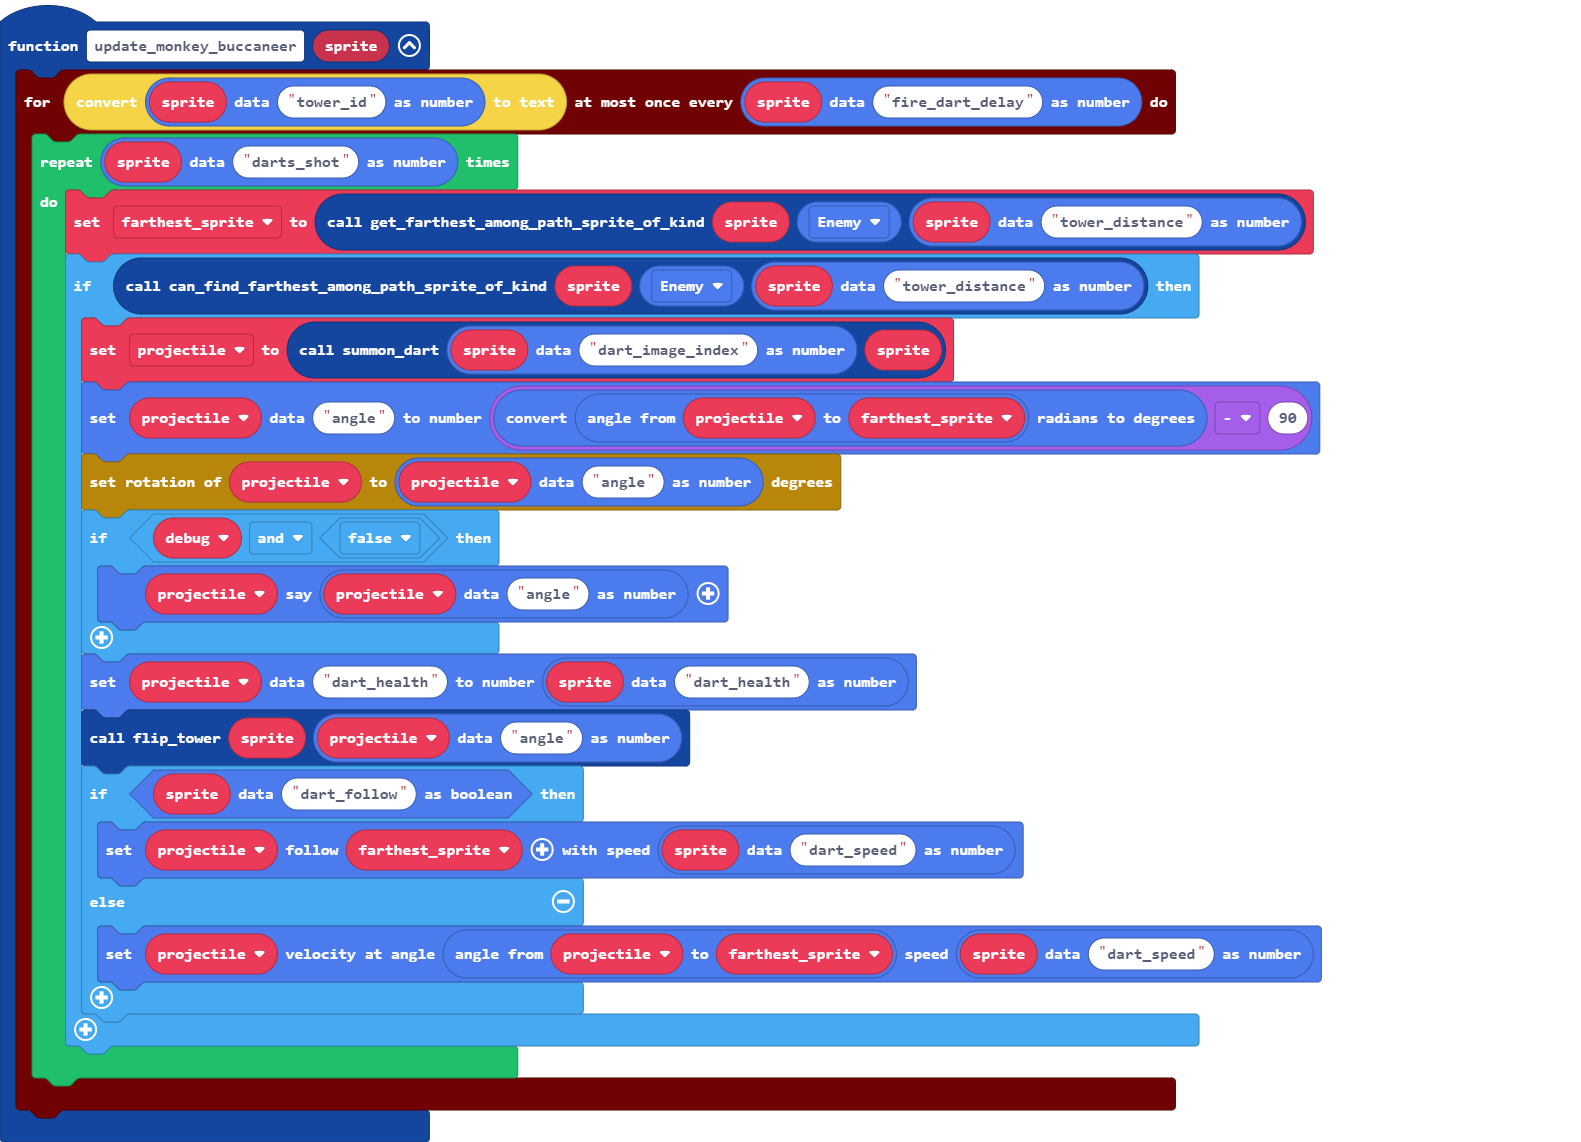 function update_monkey_buccaneer sprite
for convert sprite data "tower_id" as number to text at most once every sprite data "fire_dart_delay" as number do
repeat sprite data "darts_shot" as number times
do
set farthest_sprite to call get_farthest_among_path_sprite_of_kind sprite Enemy sprite data "tower_distance" as number
if call can_find_farthest_among_path_sprite_of_kind sprite Enemy sprite data "tower_distance" as number then
set projectile to call summon_dart sprite data "dart_image_index" as number sprite
set projectile data "angle" to number convert angle from projectile to farthest_sprite radians to degrees - 90
set rotation of projectile to projectile data "angle" as number degrees
if debug and false then
projectile say projectile data "angle" as number
set projectile data "dart_health" to number sprite data "dart_health" as number
call flip_tower sprite projectile data "angle" as number
if sprite data "dart_follow" as boolean then
set projectile follow farthest_sprite with speed sprite data "dart_speed" as number
else
set projectile velocity at angle angle from projectile to farthest_sprite speed sprite data "dart_speed" as number